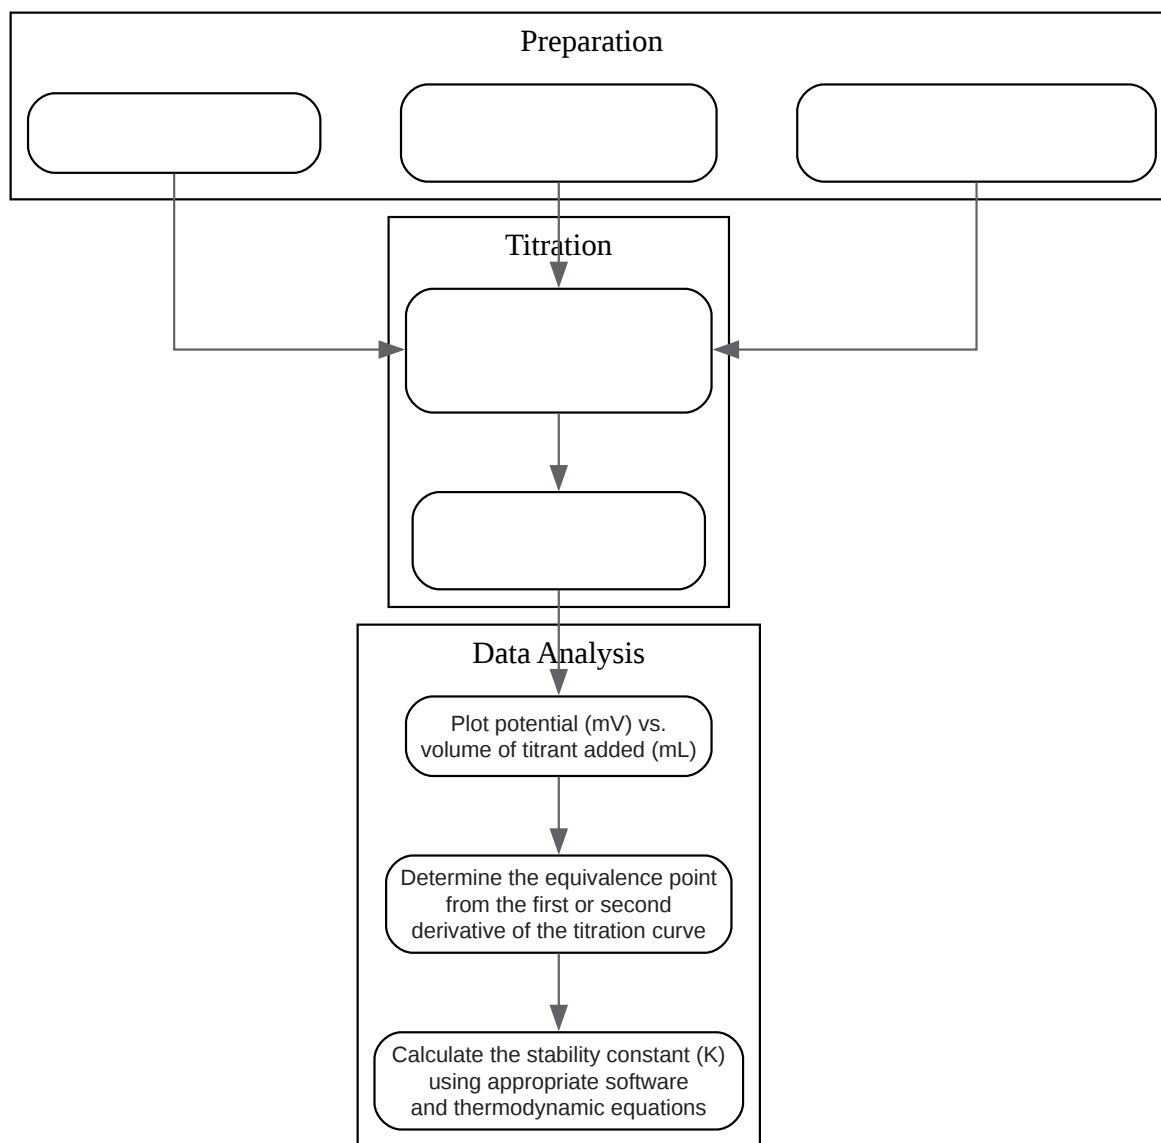 Preparation
Titration
Data Analysis
Plot potential (mV) vs.
volume of titrant added (mL)
Determine the equivalence point
from the first or second
derivative of the titration curve
Calculate the stability constant (K)
using appropriate software
and thermodynamic equations